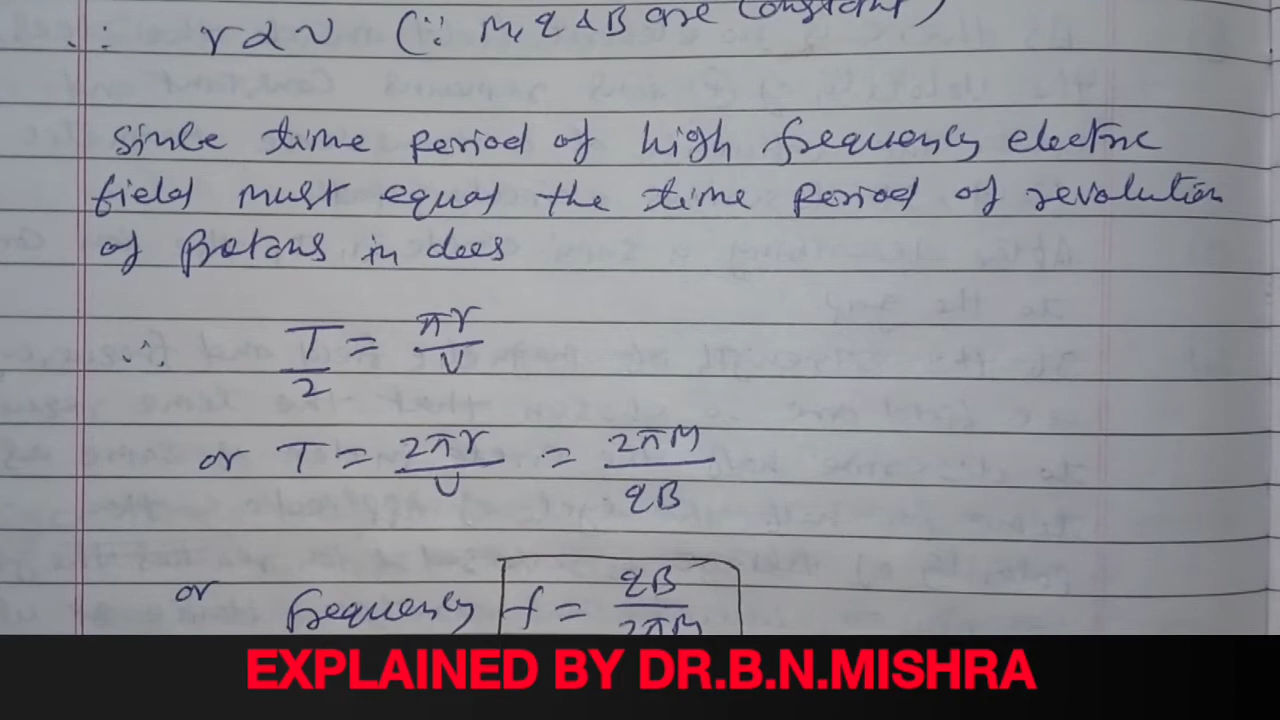 ∴ r ∝ v (∵ M, q & B are constant)
Since time period of high frequency electric
field must equal the time period of revolution
of Protons in dees
∴ T/2 = πr/v
or T = 2πr/v = 2πM/qB
or frequency f = qB/2πM
EXPLAINED BY DR.B.N.MISHRA